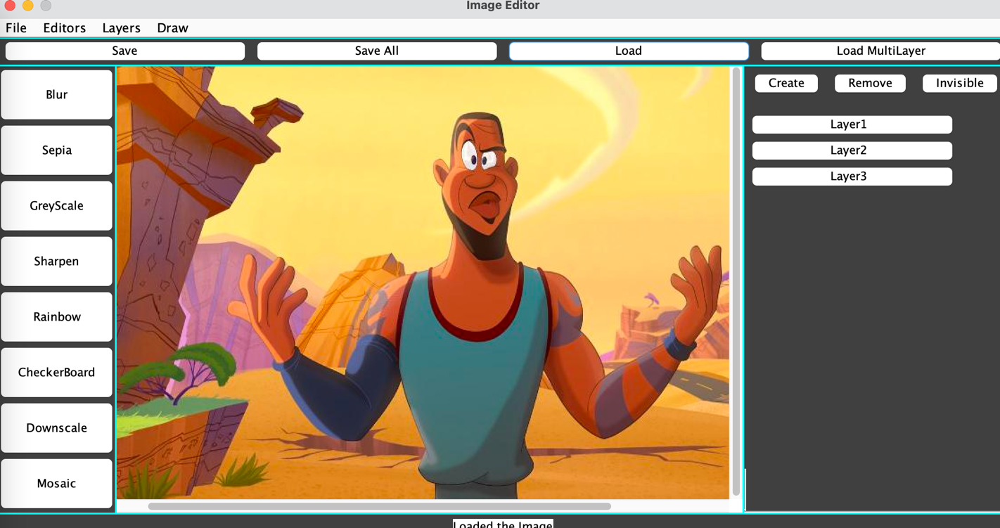 Image Editor
File Editors Layers Draw
Save Save All Load Load MultiLayer
Create Remove Invisible
Blur
Sepia
GreyScale
Sharpen
Rainbow
CheckerBoard
Downscale
Mosaic
Layer1
Layer2
Layer3
Loaded the Image